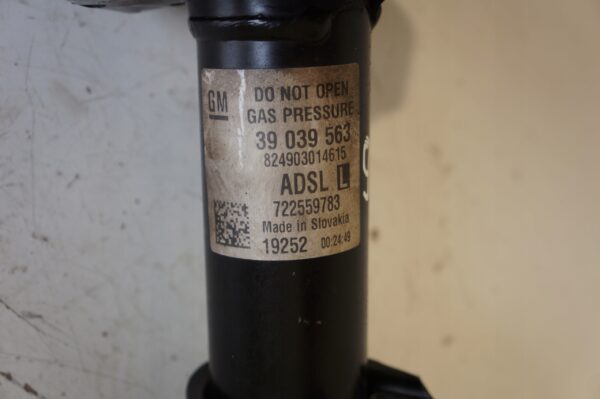 GM
DO NOT OPEN
GAS PRESSURE
39 039 563
824903014615
ADSL L
722559783
Made in Slovakia
19252 00:24:49